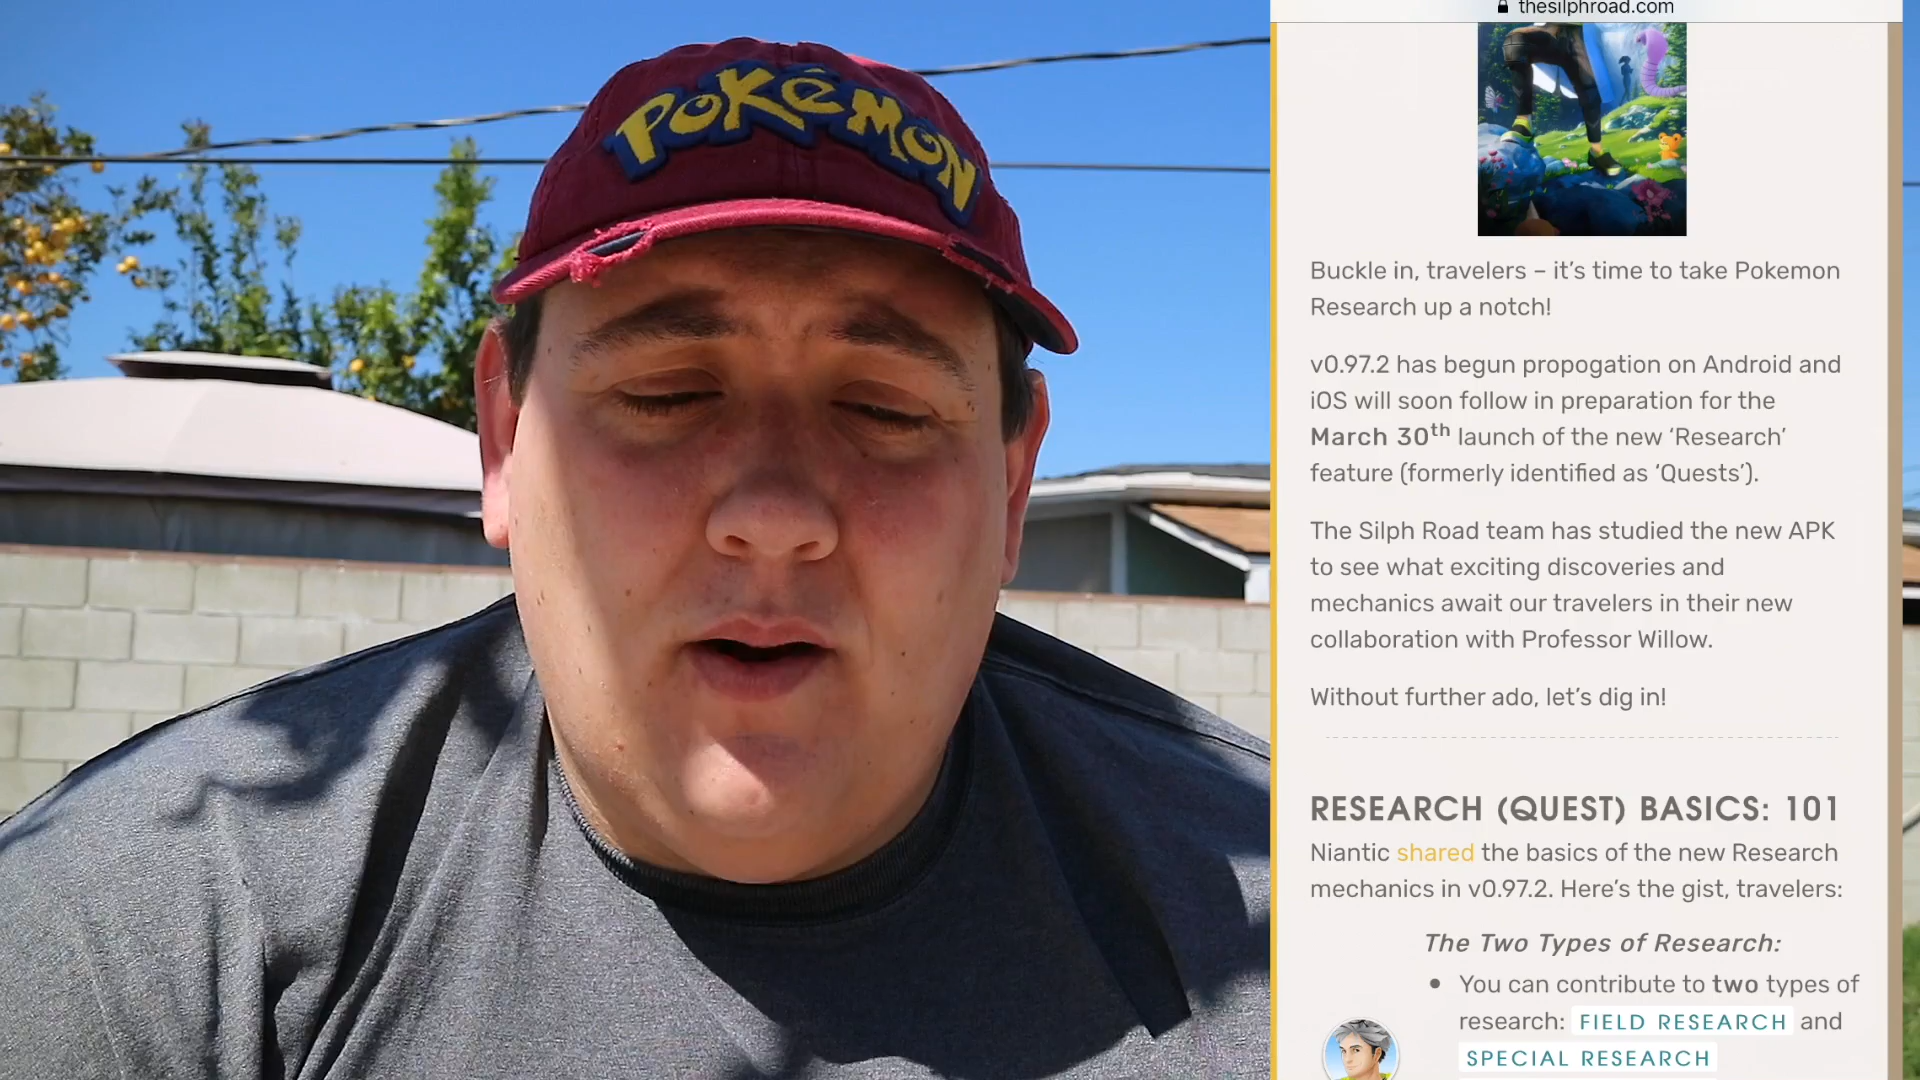 POKéMON
thesilphroad.com
Buckle in, travelers – it's time to take Pokemon
Research up a notch!
v0.97.2 has begun propogation on Android and
iOS will soon follow in preparation for the
March 30th launch of the new 'Research'
feature (formerly identified as 'Quests').
The Silph Road team has studied the new APK
to see what exciting discoveries and
mechanics await our travelers in their new
collaboration with Professor Willow.
Without further ado, let's dig in!
RESEARCH (QUEST) BASICS: 101
Niantic shared the basics of the new Research
mechanics in v0.97.2. Here's the gist, travelers:
The Two Types of Research:
• You can contribute to two types of
research: FIELD RESEARCH and
SPECIAL RESEARCH